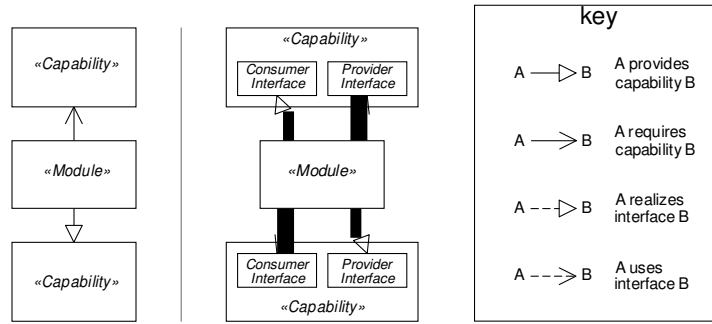 «Capability»
«Module»
«Capability»
«Capability»
Consumer
Interface
Provider
Interface
«Module»
Consumer
Interface
Provider
Interface
«Capability»
key
A B A provides
capability B
A B A requires
capability B
A B A realizes
interface B
A B A uses
interface B